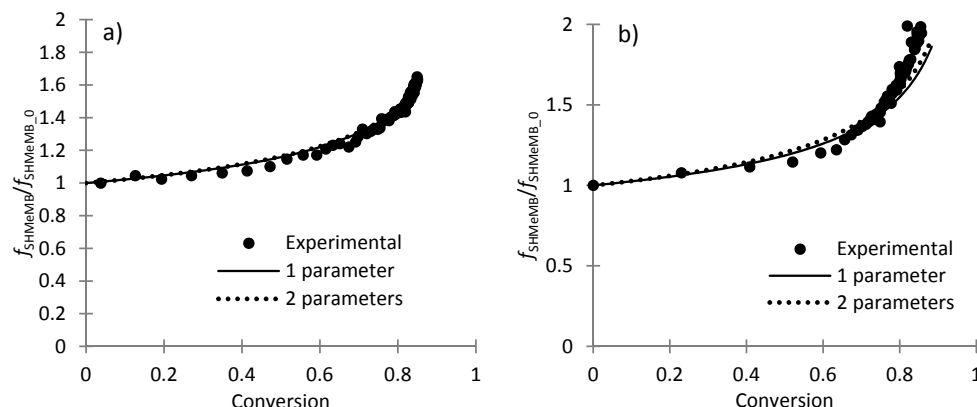 a)
2
1.8
1.6
1.4
1.2
1
0.8
0.6
0.4
0.2
0
0 0.2 0.4 0.6 0.8 1
Conversion
fSHMeMB/fSHMeMB_0
Experimental
1 parameter
2 parameters
b)
2
1.5
1
0.5
0
0 0.2 0.4 0.6 0.8 1
Conversion
fSHMeMB/fSHMeMB_0
Experimental
1 parameter
2 parameters